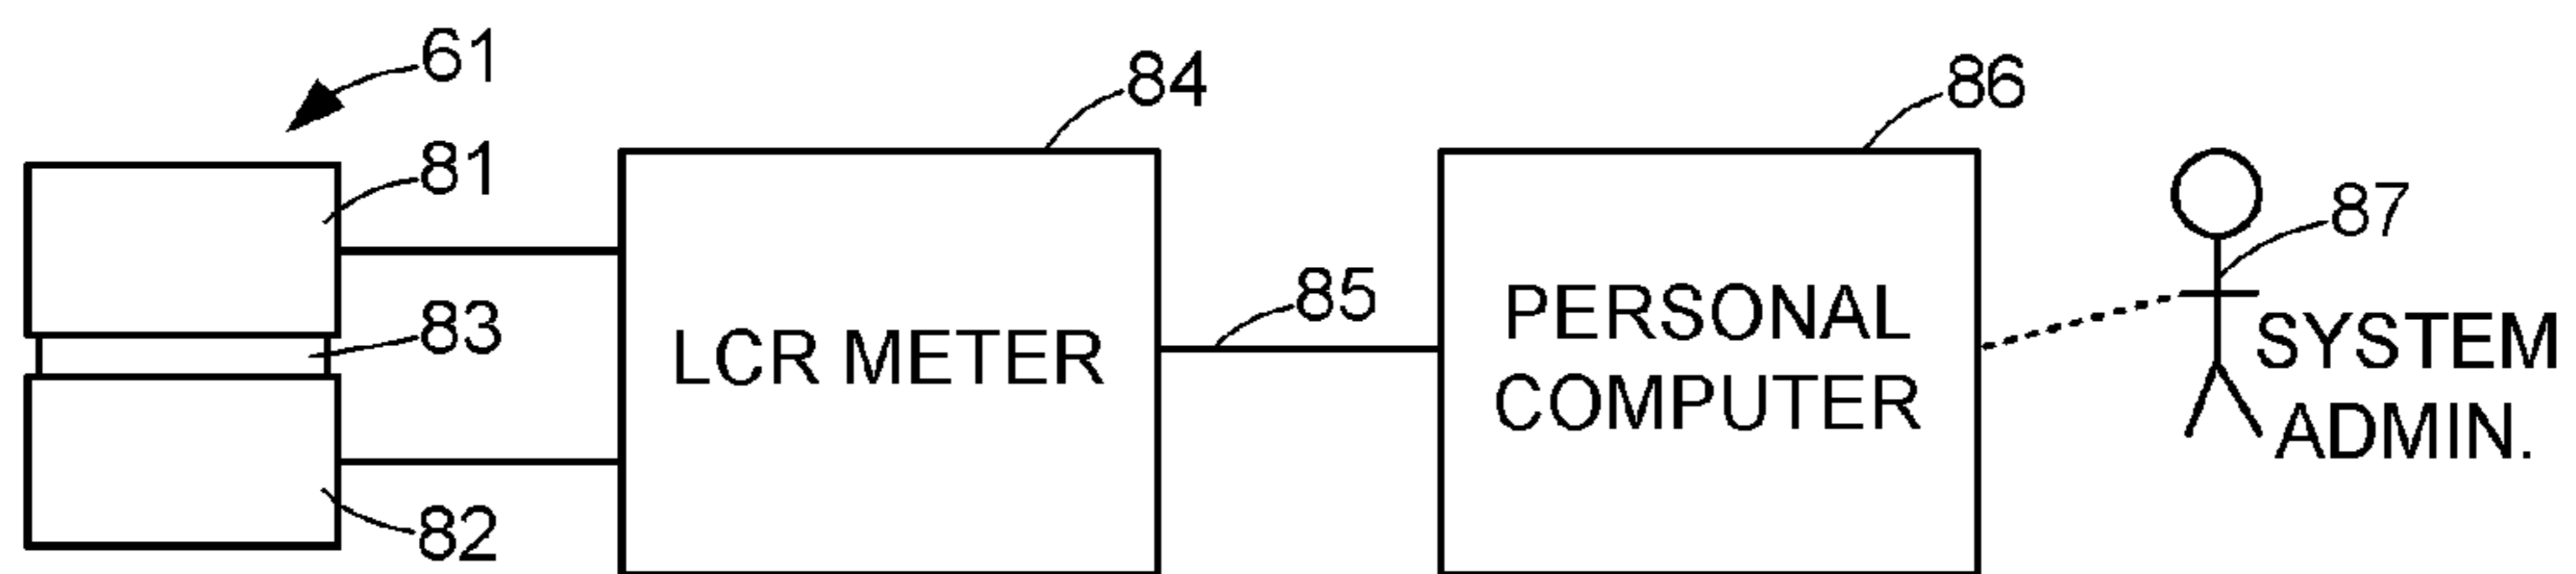 61
81
83
82
84
LCR METER
85
86
PERSONAL
COMPUTER
87
SYSTEM
ADMIN.